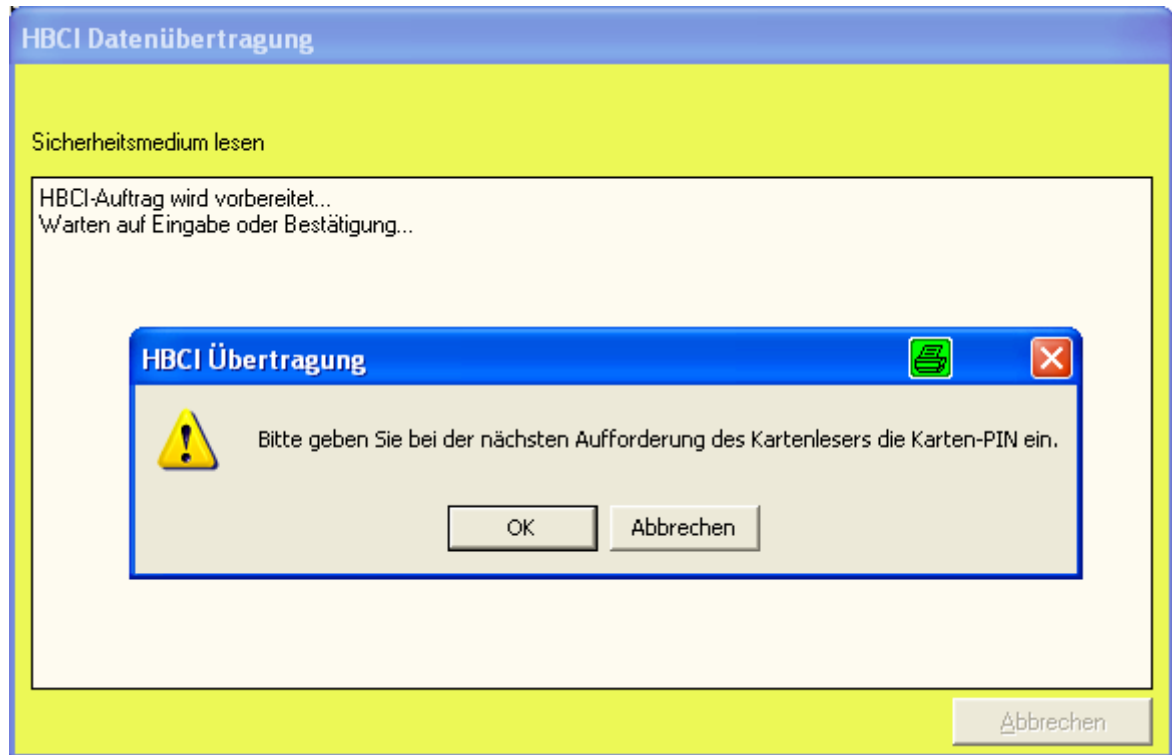 HBCI Datenübertragung
Sicherheitsmedium lesen
HBCI-Auftrag wird vorbereitet...
Warten auf Eingabe oder Bestätigung...
HBCI Übertragung
Bitte geben Sie bei der nächsten Aufforderung des Kartenlesers die Karten-PIN ein.
OK
Abbrechen
Abbrechen